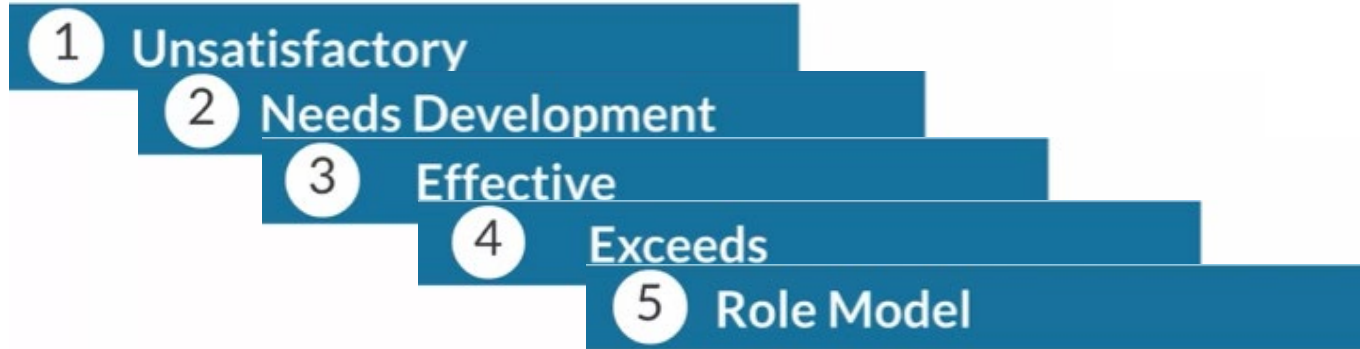 1 Unsatisfactory
2 Needs Development
3 Effective
4 Exceeds
5 Role Model